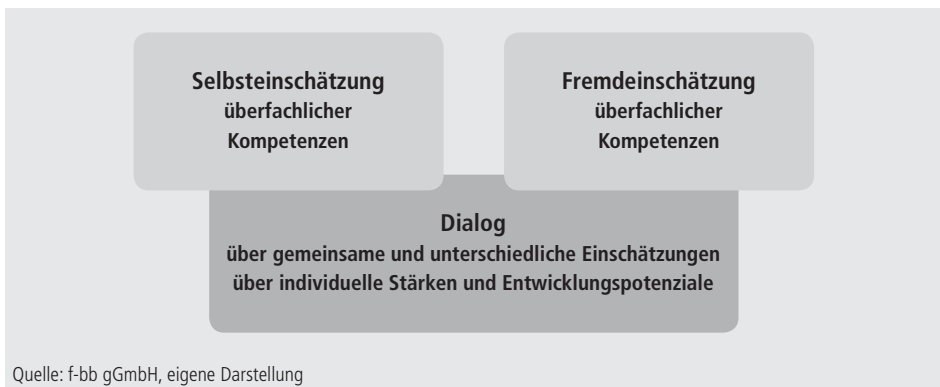 Selbsteinschätzung
überfachlicher
Kompetenzen
Fremdeinschätzung
überfachlicher
Kompetenzen
Dialog
über gemeinsame und unterschiedliche Einschätzungen
über individuelle Stärken und Entwicklungspotenziale
Quelle: f-bb gGmbH, eigene Darstellung